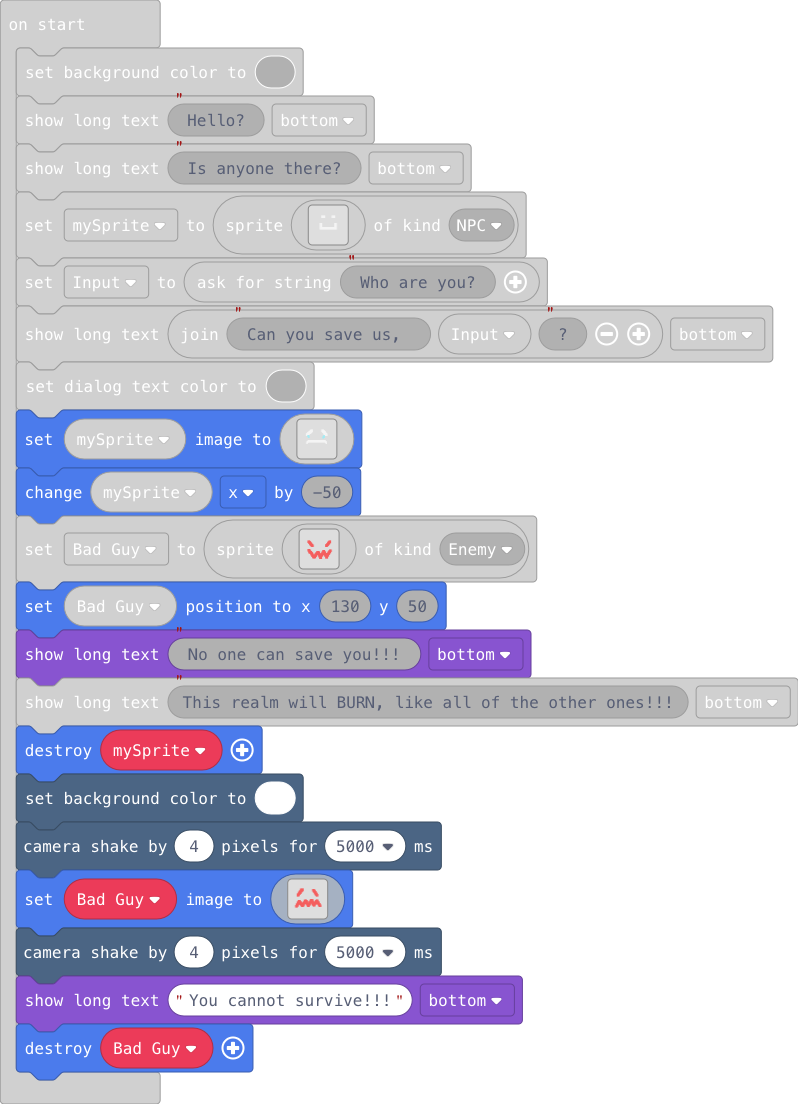 on start
set background color to
show long text " Hello? bottom
show long text " Is anyone there? bottom
set mySprite to sprite of kind NPC
set Input to ask for string " Who are you?
show long text join " Can you save us, Input " ? bottom
set dialog text color to
set mySprite image to
change mySprite x by -50
set Bad Guy to sprite of kind Enemy
set Bad Guy position to x 130 y 50
show long text " No one can save you!!! bottom
show long text " This realm will BURN, like all of the other ones!!! bottom
destroy mySprite
set background color to
camera shake by 4 pixels for 5000 ms
set Bad Guy image to
camera shake by 4 pixels for 5000 ms
show long text "You cannot survive!!!" bottom
destroy Bad Guy